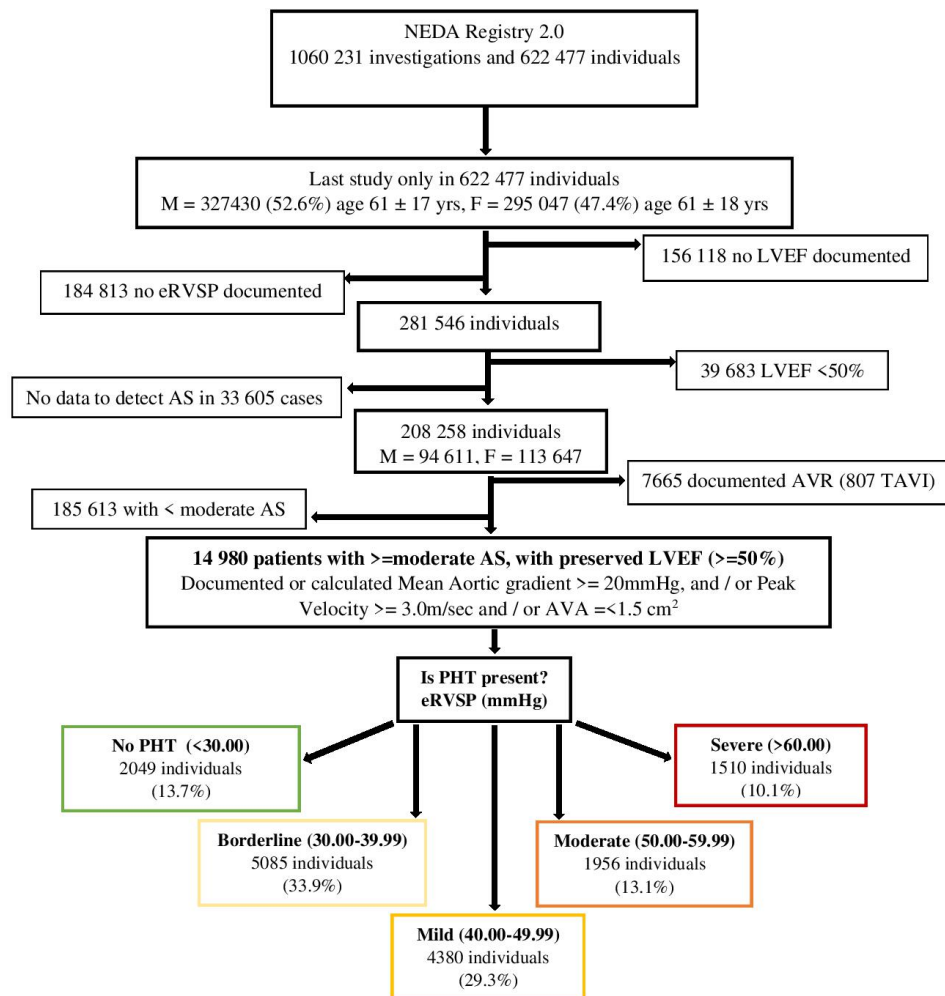 NEDA Registry 2.0
1060 231 investigations and 622 477 individuals
Last study only in 622 477 individuals
M = 327430 (52.6%) age 61 ± 17 yrs, F = 295 047 (47.4%) age 61 ± 18 yrs
156 118 no LVEF documented
184 813 no eRVSP documented
281 546 individuals
39 683 LVEF <50%
No data to detect AS in 33 605 cases
208 258 individuals
M = 94 611, F = 113 647
7665 documented AVR (807 TAVI)
185 613 with < moderate AS
14 980 patients with >=moderate AS, with preserved LVEF (>=50%)
Documented or calculated Mean Aortic gradient >= 20mmHg, and / or Peak
Velocity >= 3.0m/sec and / or AVA =<1.5 cm²
Is PHT present?
eRVSP (mmHg)
No PHT (<30.00)
2049 individuals
(13.7%)
Severe (>60.00)
1510 individuals
(10.1%)
Borderline (30.00-39.99)
5085 individuals
(33.9%)
Moderate (50.00-59.99)
1956 individuals
(13.1%)
Mild (40.00-49.99)
4380 individuals
(29.3%)